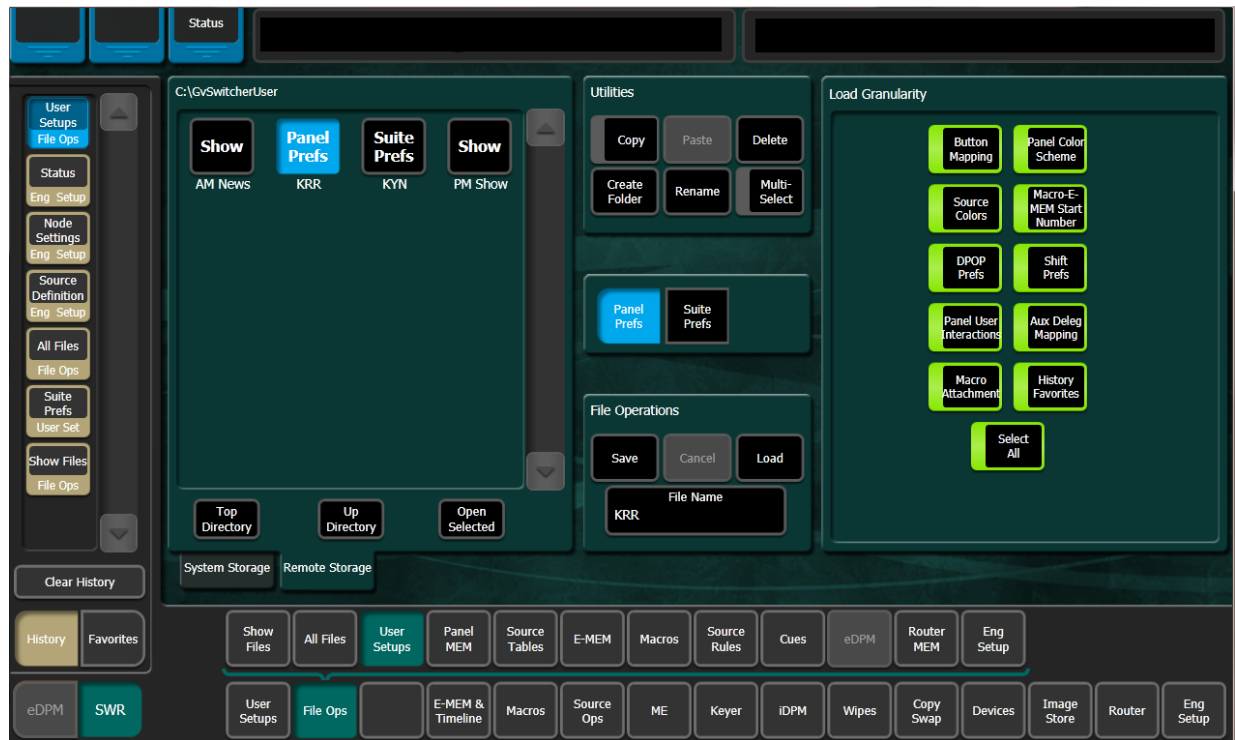 Status
User
Setups
File Ops
Status
Eng Setup
Node
Settings
Eng Setup
Source
Definition
Eng Setup
All Files
File Ops
Suite
Prefs
User Set
Show Files
File Ops
Clear History
History
Favorites
eDPM
SWR
C:\GvSwitcherUser
Show
AM News
Panel
Prefs
KRR
Suite
Prefs
KYN
Show
PM Show
Top
Directory
Up
Directory
Open
Selected
System Storage
Remote Storage
Utilities
Copy
Paste
Delete
Create
Folder
Rename
Multi-
Select
Panel
Prefs
Suite
Prefs
File Operations
Save
Cancel
Load
File Name
KRR
Load Granularity
Button
Mapping
Panel Color
Scheme
Source
Colors
Macro-E-
MEM Start
Number
DPOP
Prefs
Shift
Prefs
Panel User
Interactions
Aux Deleg
Mapping
Macro
Attachment
History
Favorites
Select
All
Show
Files
All Files
User
Setups
Panel
MEM
Source
Tables
E-MEM
Macros
Source
Rules
Cues
eDPM
Router
MEM
Eng
Setup
User
Setups
File Ops
E-MEM &
Timeline
Macros
Source
Ops
ME
Keyer
iDPM
Wipes
Copy
Swap
Devices
Image
Store
Router
Eng
Setup